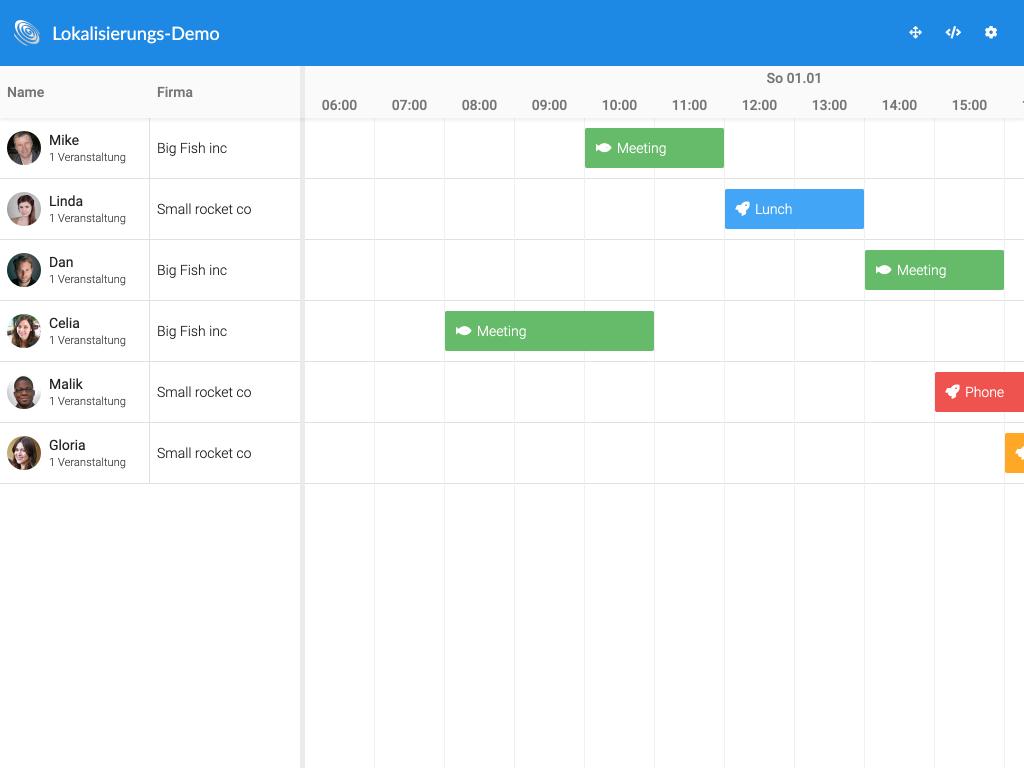 Lokalisierungs-Demo
Name Firma
So 01.01
06:00 07:00 08:00 09:00 10:00 11:00 12:00 13:00 14:00 15:00
Mike
1 Veranstaltung
Big Fish inc
Meeting
Linda
1 Veranstaltung
Small rocket co
Lunch
Dan
1 Veranstaltung
Big Fish inc
Meeting
Celia
1 Veranstaltung
Big Fish inc
Meeting
Malik
1 Veranstaltung
Small rocket co
Phone
Gloria
1 Veranstaltung
Small rocket co